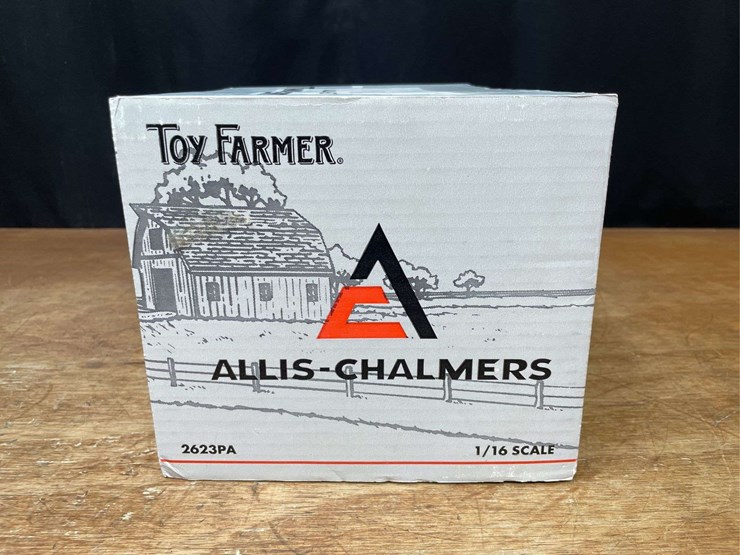 TOY FARMER®
ALLIS-CHALMERS
2623PA
1/16 SCALE